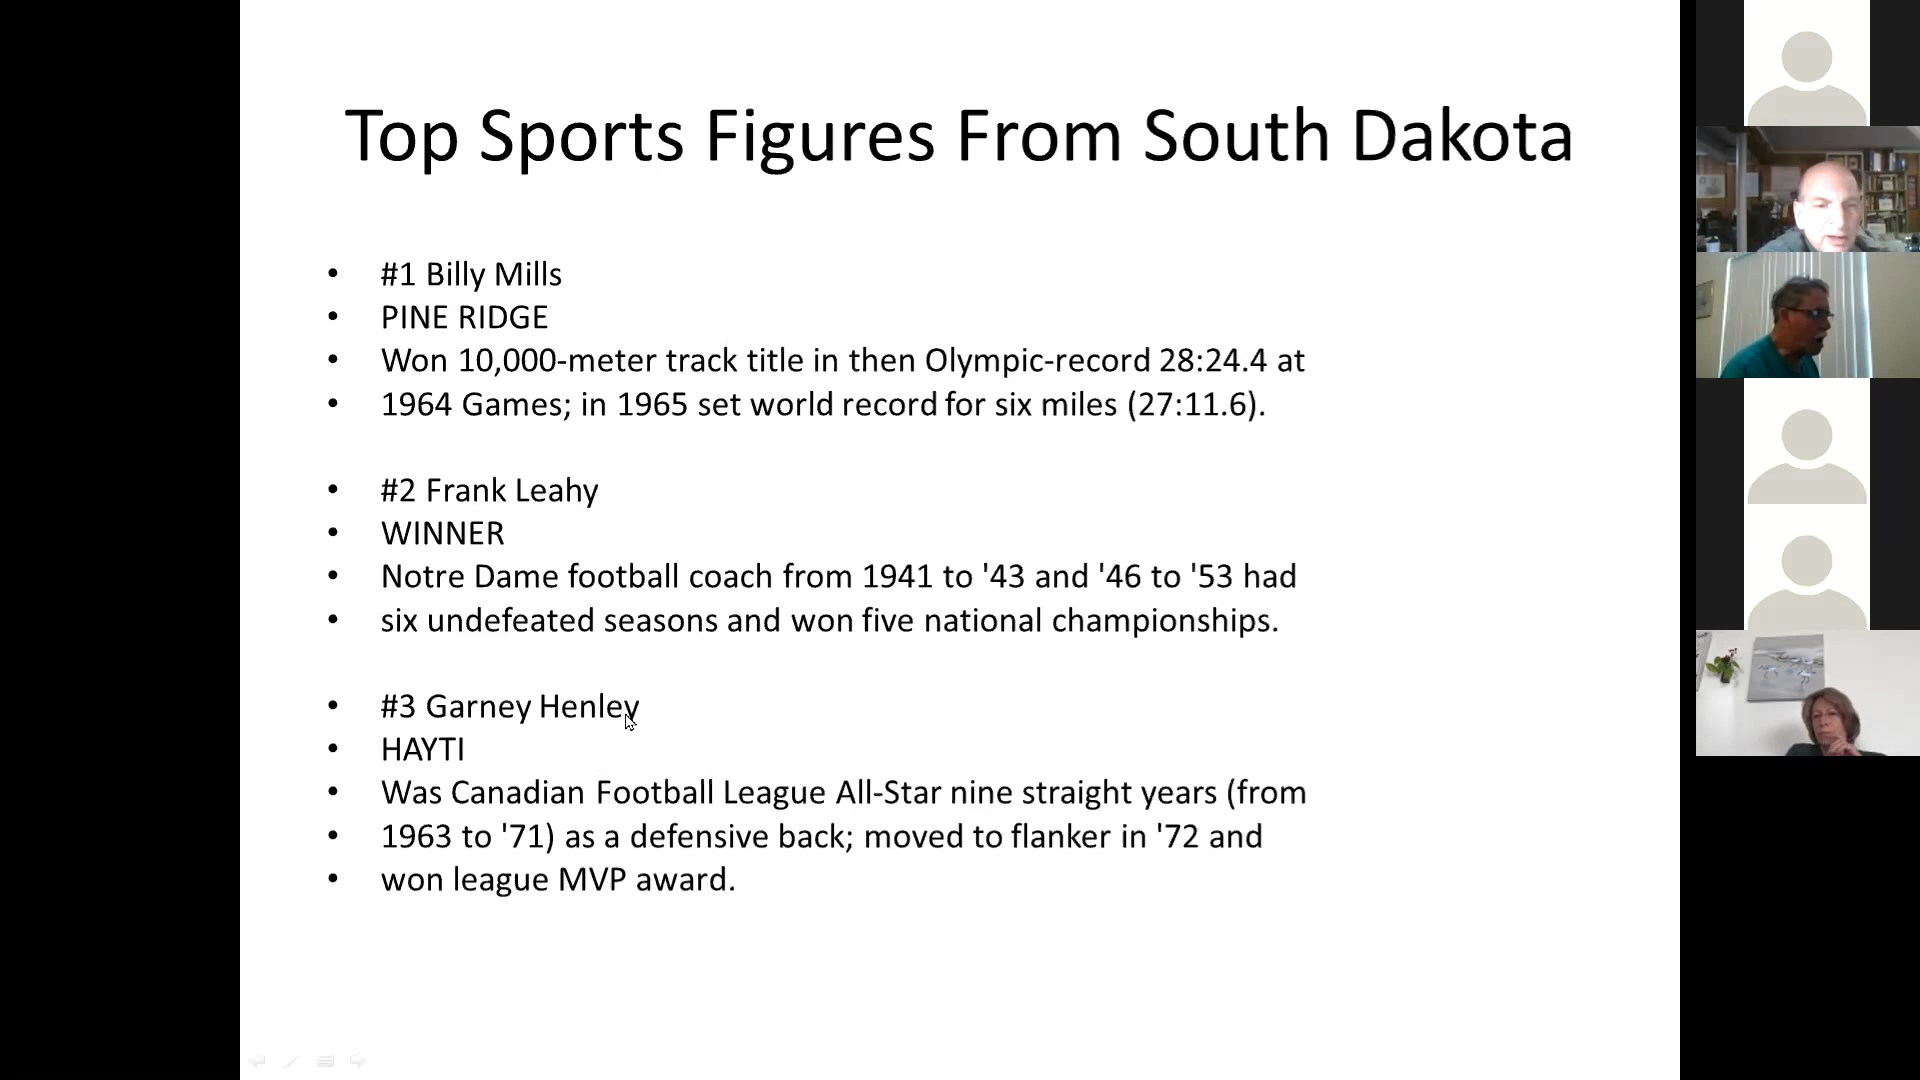 Top Sports Figures From South Dakota
• #1 Billy Mills
• PINE RIDGE
• Won 10,000-meter track title in then Olympic-record 28:24.4 at
• 1964 Games; in 1965 set world record for six miles (27:11.6).
• #2 Frank Leahy
• WINNER
• Notre Dame football coach from 1941 to '43 and '46 to '53 had
• six undefeated seasons and won five national championships.
• #3 Garney Henley
• HAYTI
• Was Canadian Football League All-Star nine straight years (from
• 1963 to '71) as a defensive back; moved to flanker in '72 and
• won league MVP award.